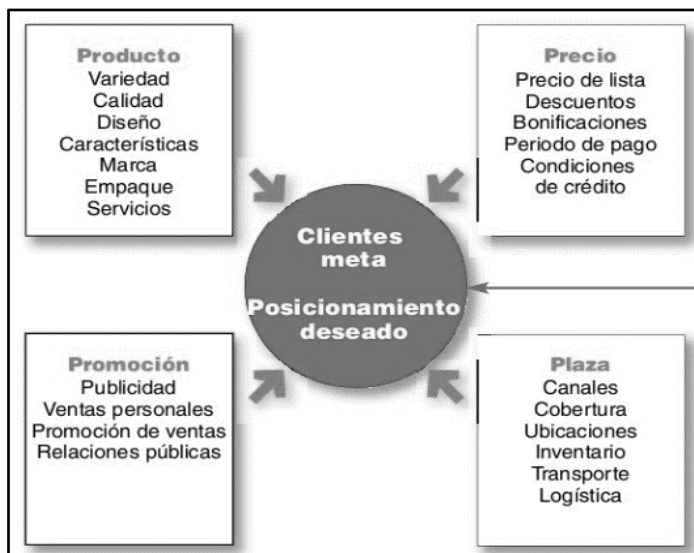 Producto
Variedad
Calidad
Diseño
Características
Marca
Empaque
Servicios
Precio
Precio de lista
Descuentos
Bonificaciones
Periodo de pago
Condiciones
de crédito
Clientes
meta
Posicionamiento
deseado
Promoción
Publicidad
Ventas personales
Promoción de ventas
Relaciones públicas
Plaza
Canales
Cobertura
Ubicaciones
Inventario
Transporte
Logística